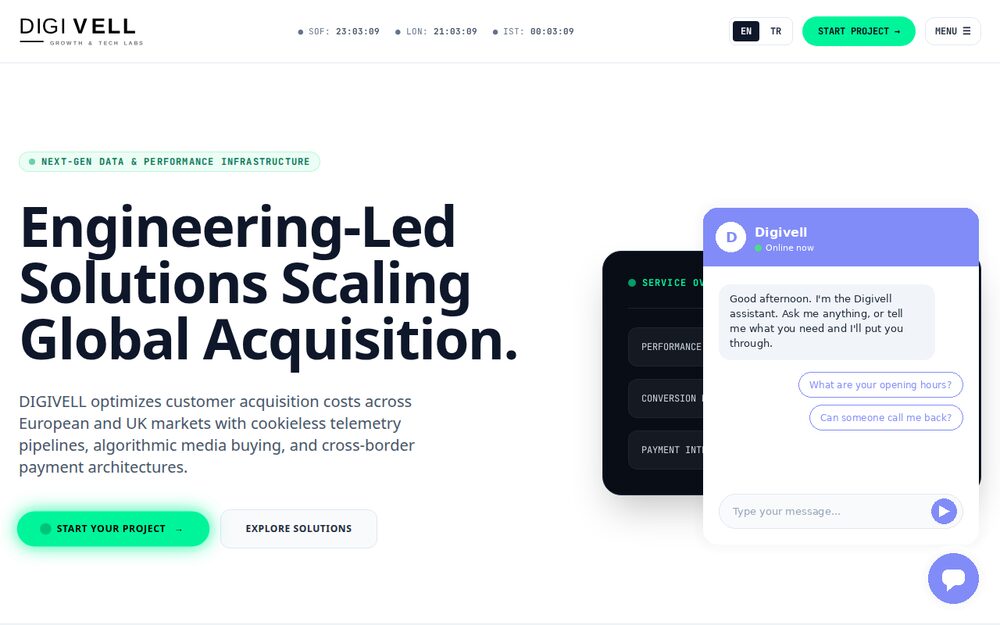 DIGI VELL
GROWTH & TECH LABS
SOF: 23:03:09 LON: 21:03:09 IST: 00:03:09
EN TR
START PROJECT →
MENU ☰
NEXT-GEN DATA & PERFORMANCE INFRASTRUCTURE
Engineering-Led
Solutions Scaling
Global Acquisition.
DIGIVELL optimizes customer acquisition costs across
European and UK markets with cookieless telemetry
pipelines, algorithmic media buying, and cross-border
payment architectures.
START YOUR PROJECT →
EXPLORE SOLUTIONS
SERVICE
PERFORMANCE
CONVERSION
PAYMENT
D
Digivell
Online now
Good afternoon. I'm the Digivell
assistant. Ask me anything, or tell
me what you need and I'll put you
through.
What are your opening hours?
Can someone call me back?
Type your message...